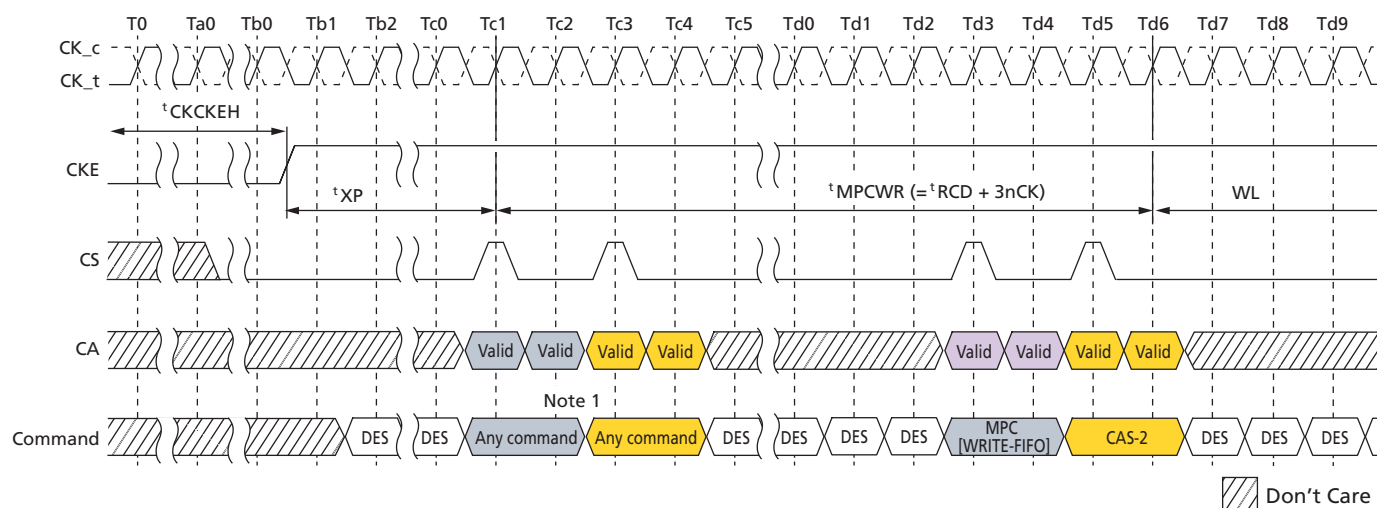 T0 Ta0 Tb0 Tb1 Tb2 Tc0 Tc1 Tc2 Tc3 Tc4 Tc5 Td0 Td1 Td2 Td3 Td4 Td5 Td6 Td7 Td8 Td9
CK_c
CK_t
tCKCKEH
CKE
tXP
tMPCWR (= tRCD + 3nCK)
WL
CS
CA Valid Valid Valid Valid Valid Valid Valid Valid
Note 1
Command DES DES Any command Any command DES DES DES DES MPC [WRITE-FIFO] CAS-2 DES DES DES
Don't Care